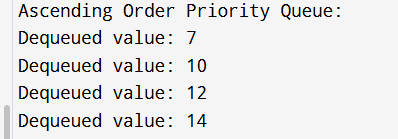 Ascending Order Priority Queue:
Dequeued value: 7
Dequeued value: 10
Dequeued value: 12
Dequeued value: 14